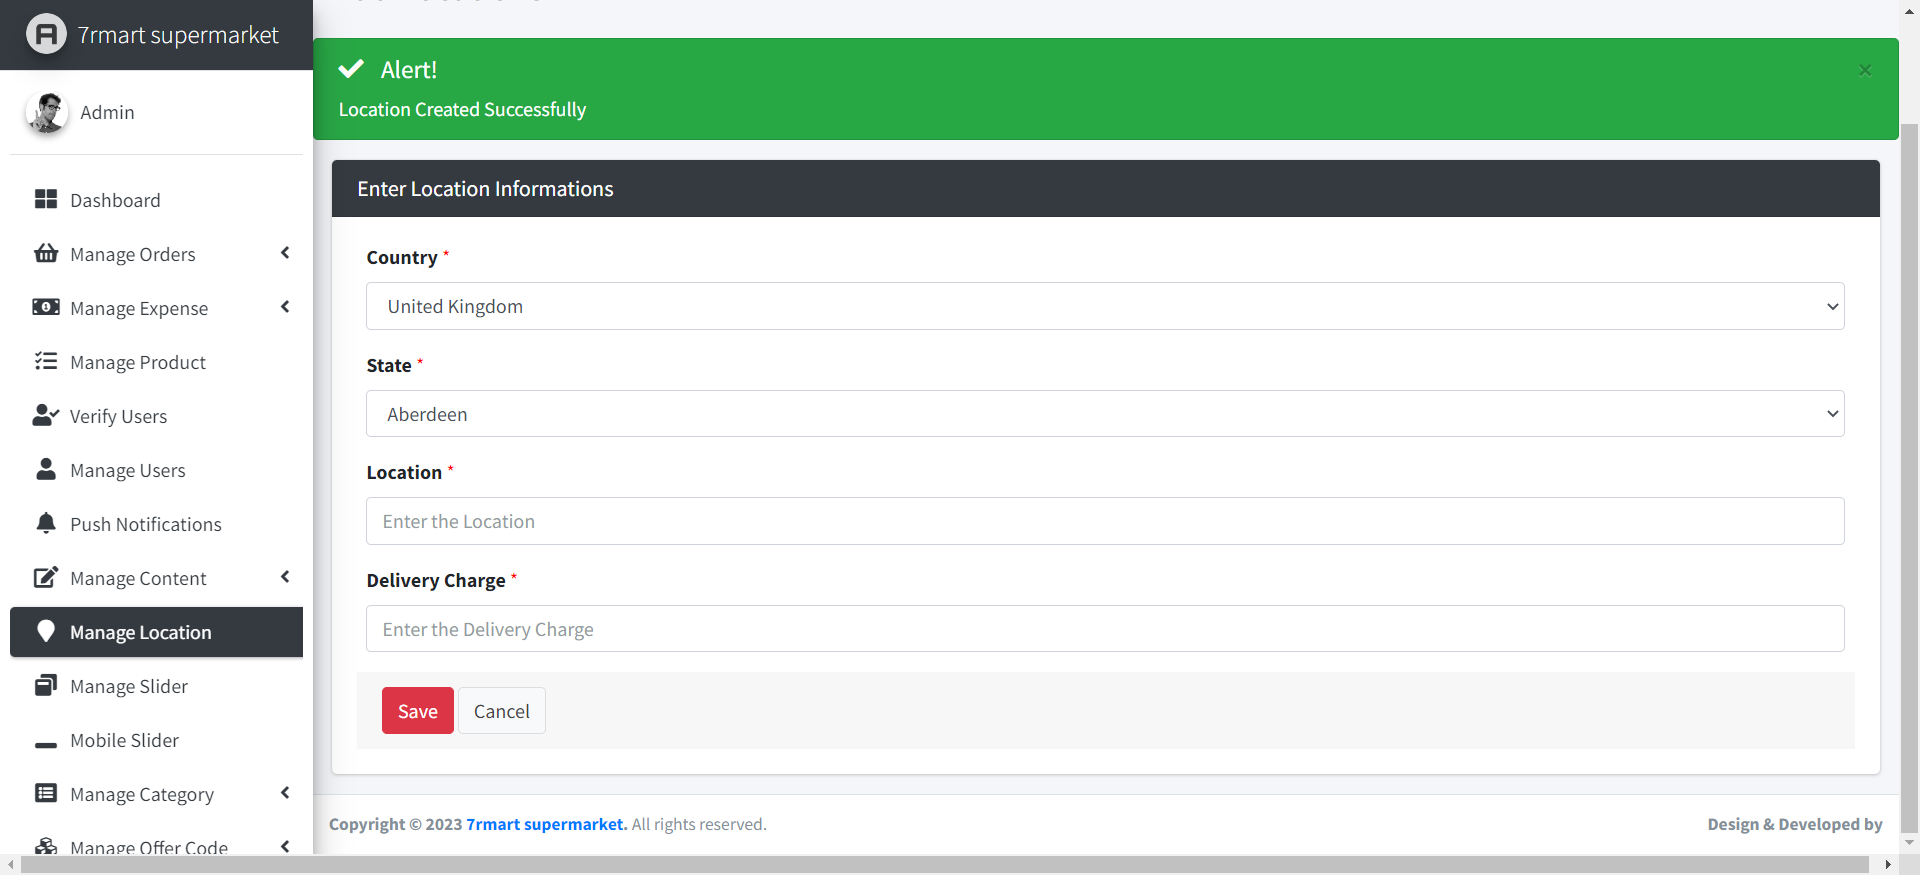 7rmart supermarket
Admin
Dashboard
Manage Orders
Manage Expense
Manage Product
Verify Users
Manage Users
Push Notifications
Manage Content
Manage Location
Manage Slider
Mobile Slider
Manage Category
Manage Offer Code
Alert!
×
Location Created Successfully
Enter Location Informations
Country *
United Kingdom
State *
Aberdeen
Location *
Enter the Location
Delivery Charge *
Enter the Delivery Charge
Save Cancel
Copyright © 2023 7rmart supermarket. All rights reserved.
Design & Developed by